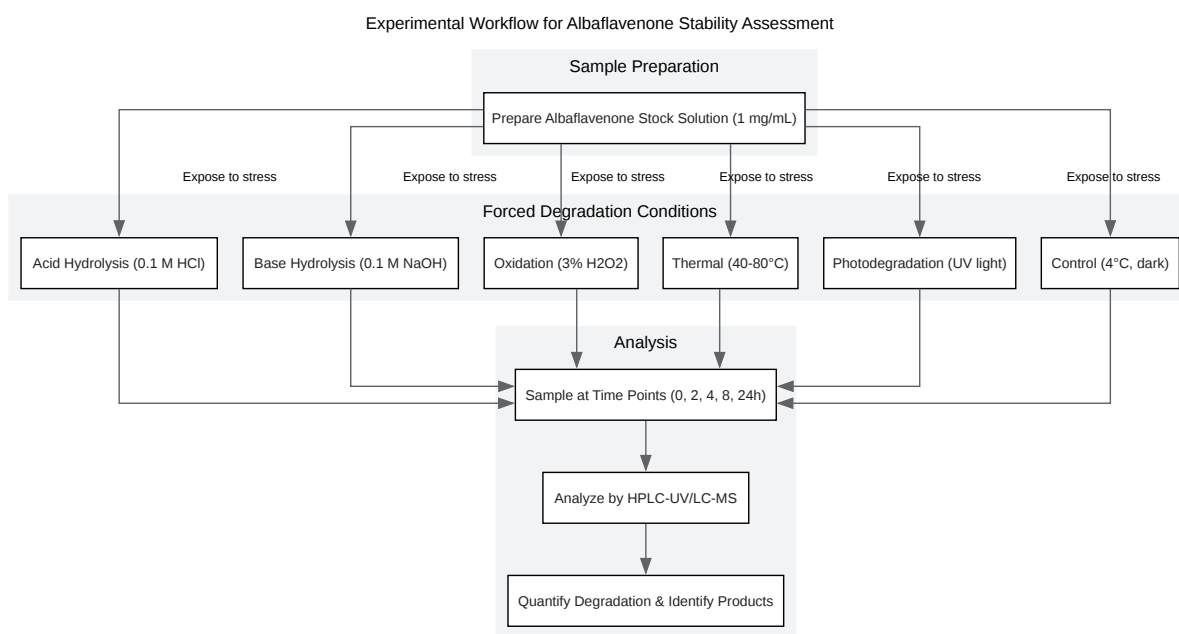 Experimental Workflow for Albaflavenone Stability Assessment
Sample Preparation
Prepare Albaflavenone Stock Solution (1 mg/mL)
Expose to stress
Expose to stress
Expose to stress
Expose to stress
Expose to stress
Expose to stress
Forced Degradation Conditions
Acid Hydrolysis (0.1 M HCl)
Base Hydrolysis (0.1 M NaOH)
Oxidation (3% H2O2)
Thermal (40-80°C)
Photodegradation (UV light)
Control (4°C, dark)
Analysis
Sample at Time Points (0, 2, 4, 8, 24h)
Analyze by HPLC-UV/LC-MS
Quantify Degradation & Identify Products